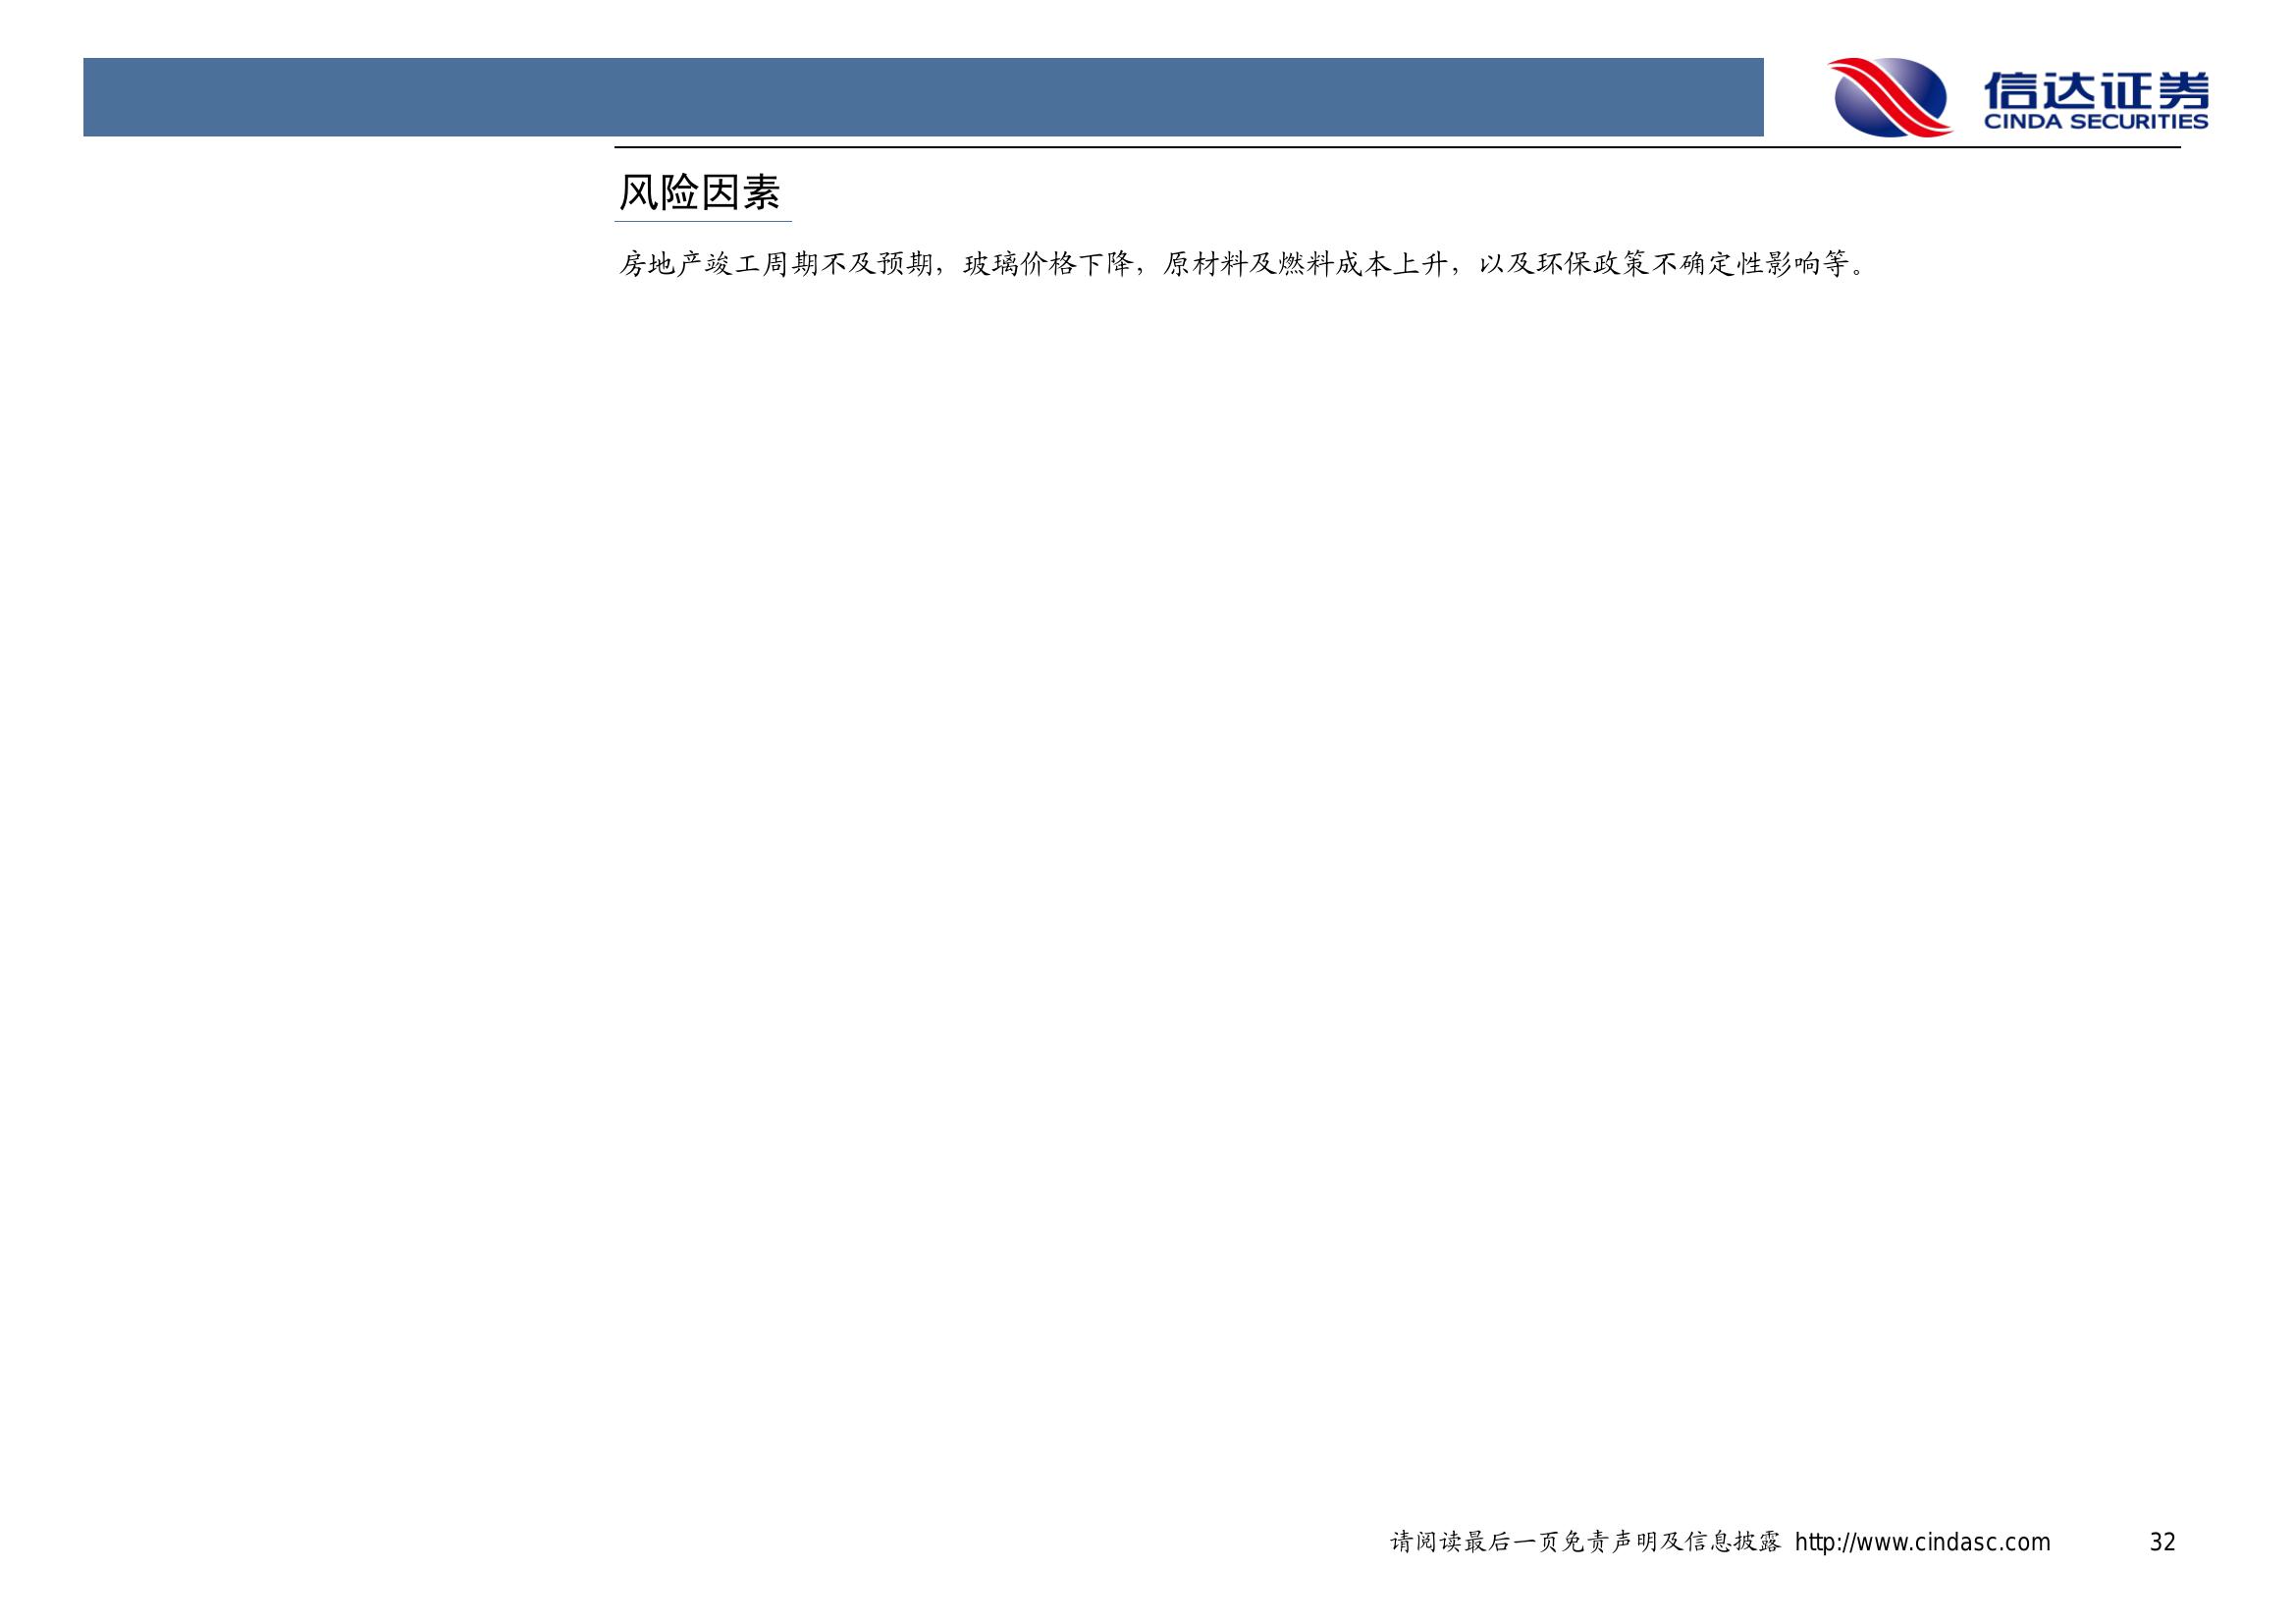 信达证券
CINDA SECURITIES
风险因素
房地产竣工周期不及预期，玻璃价格下降，原材料及燃料成本上升，以及环保政策不确定性影响等。
请阅读最后一页免责声明及信息披露 http://www.cindasc.com 32